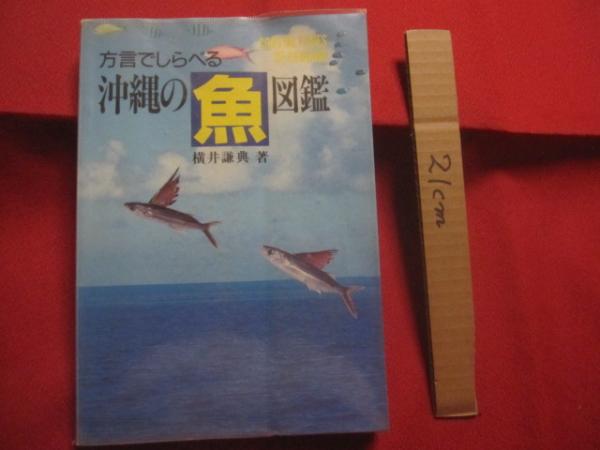 方言でしらべる
沖縄の魚図鑑
横井謙典 著
21cm